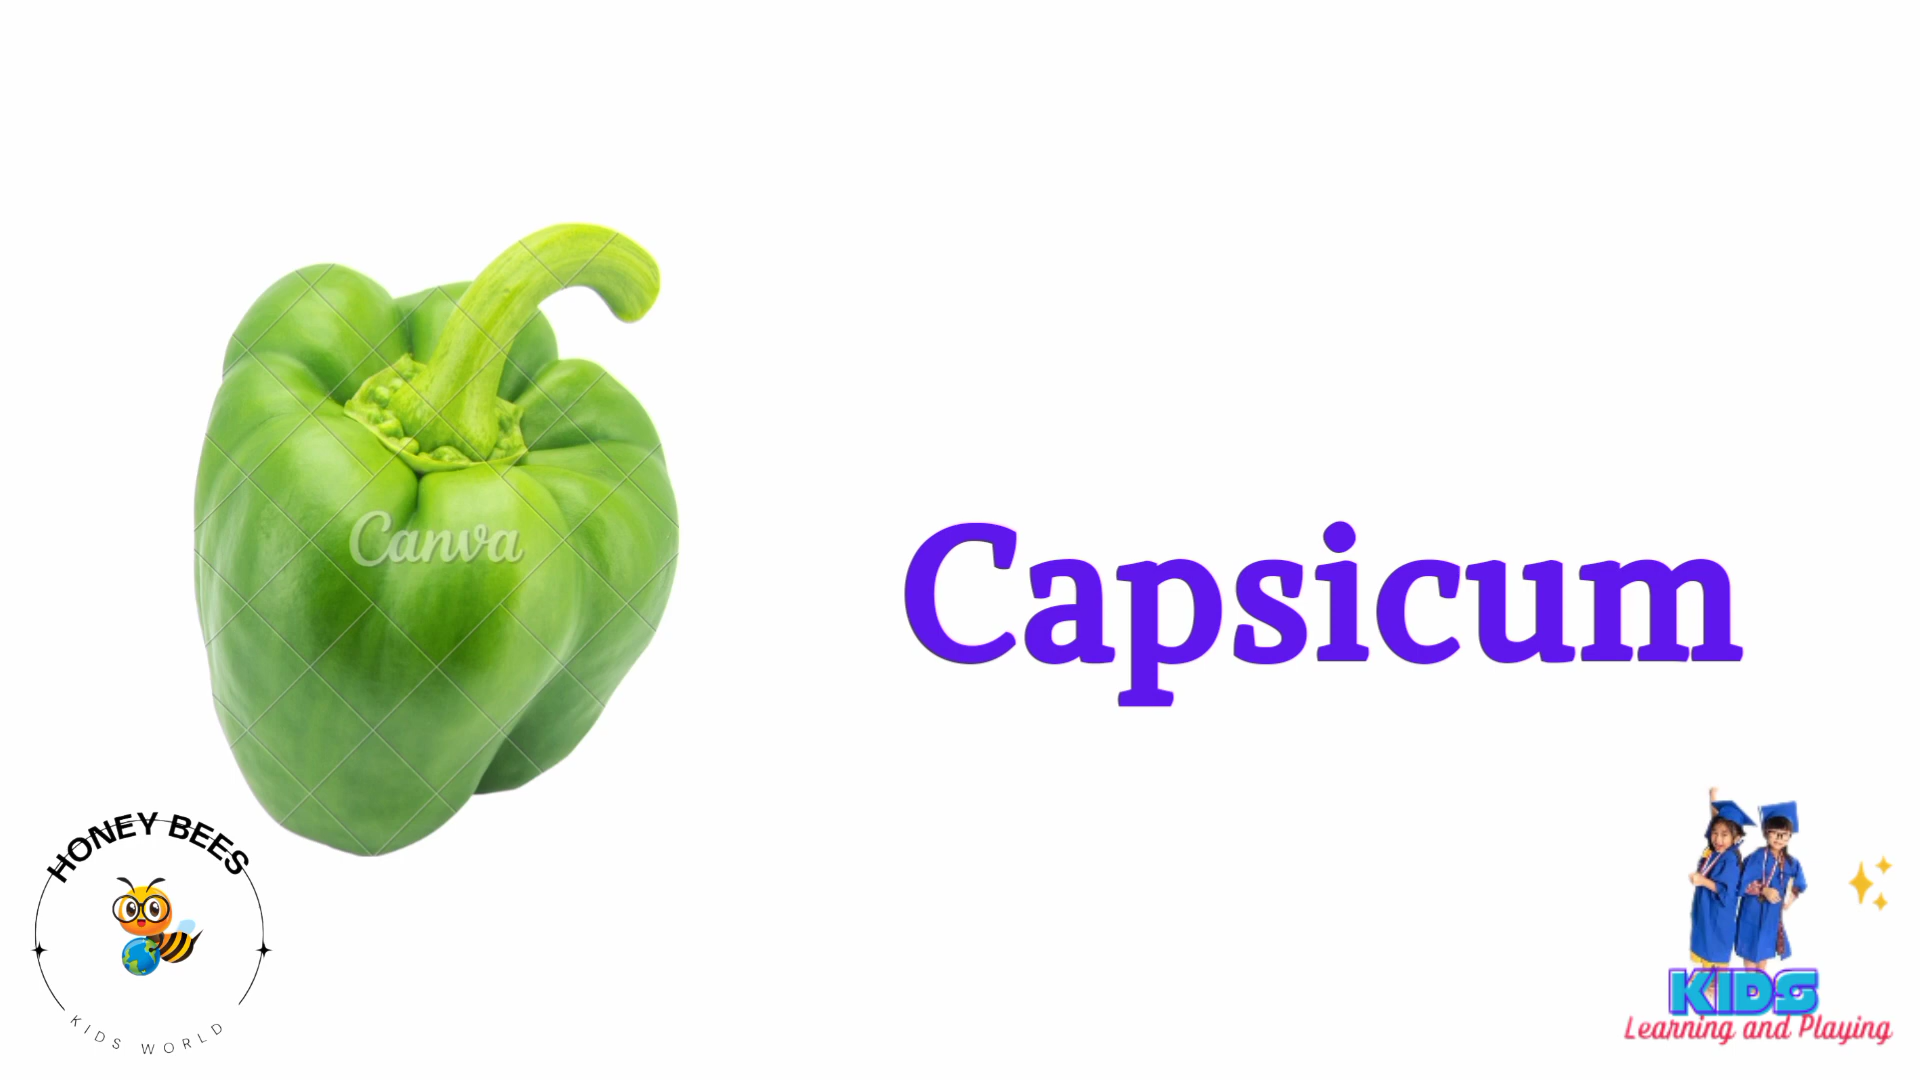 Canva
Capsicum
HONEY BEES
KIDS WORLD
KIDS
Learning and Playing